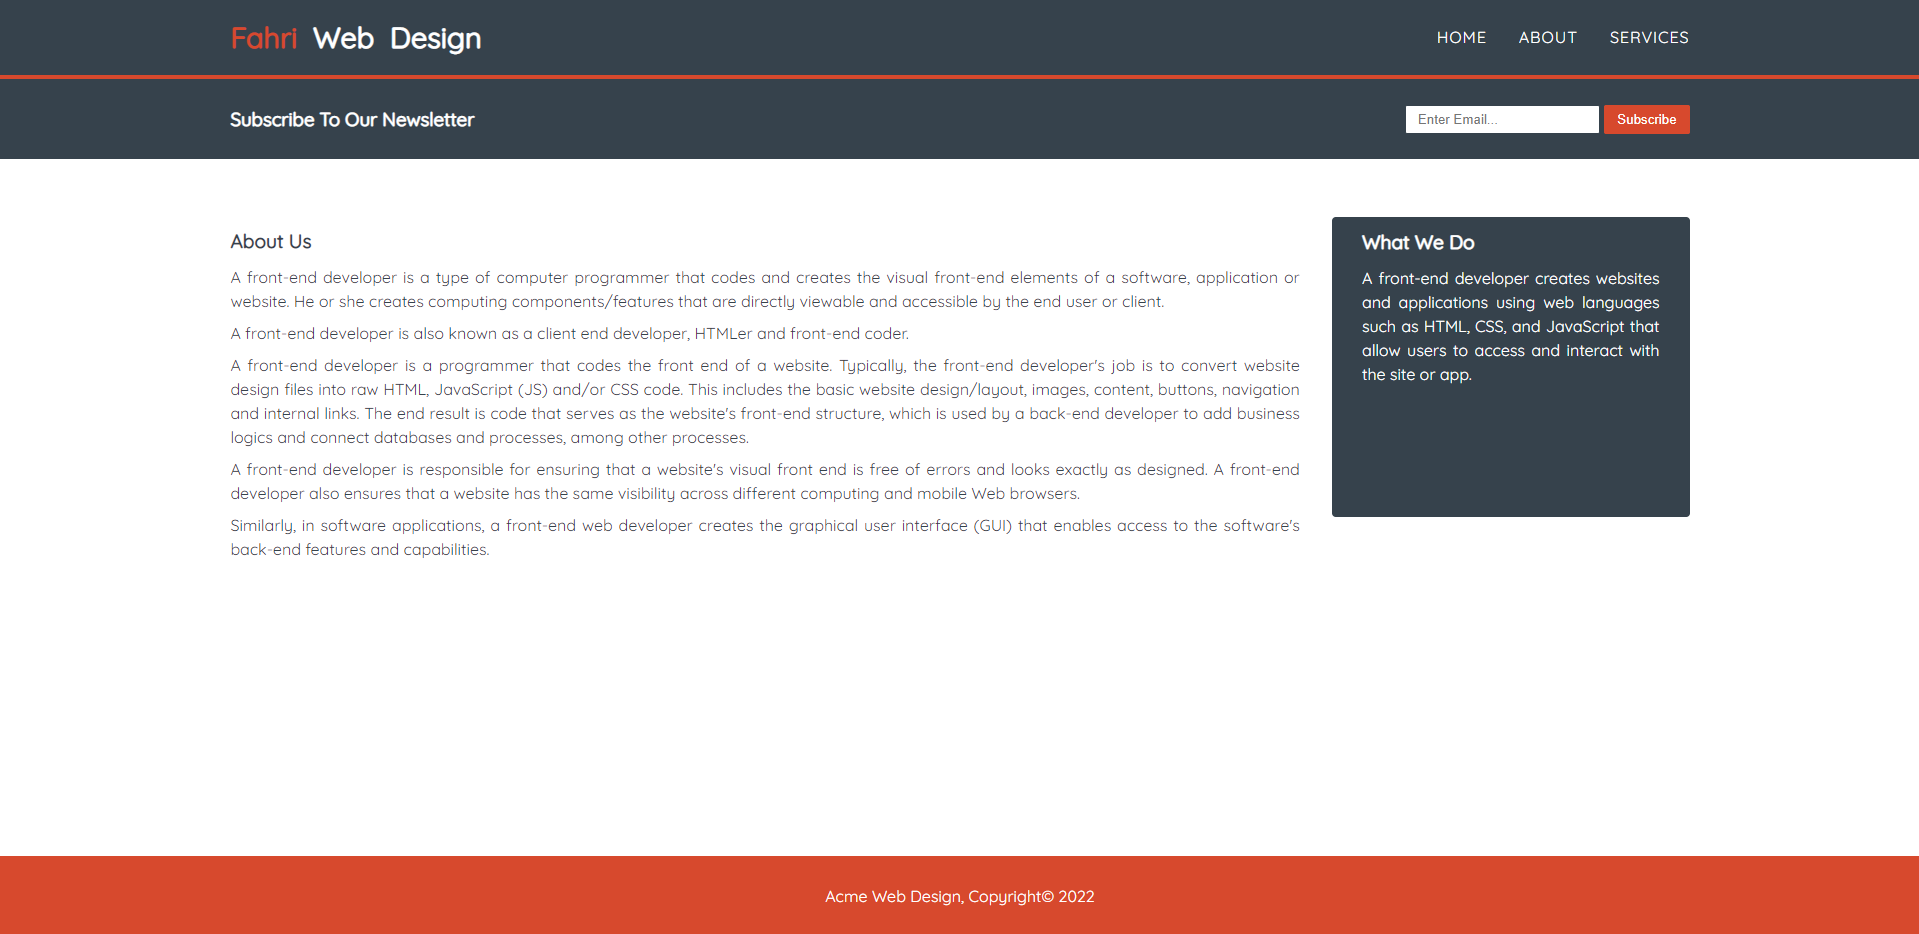 Fahri Web Design
HOME ABOUT SERVICES
Subscribe To Our Newsletter
Enter Email...
Subscribe
About Us
A front-end developer is a type of computer programmer that codes and creates the visual front-end elements of a software, application or
website. He or she creates computing components/features that are directly viewable and accessible by the end user or client.
A front-end developer is also known as a client end developer, HTMLer and front-end coder.
A front-end developer is a programmer that codes the front end of a website. Typically, the front-end developer's job is to convert website
design files into raw HTML, JavaScript (JS) and/or CSS code. This includes the basic website design/layout, images, content, buttons, navigation
and internal links. The end result is code that serves as the website's front-end structure, which is used by a back-end developer to add business
logics and connect databases and processes, among other processes.
A front-end developer is responsible for ensuring that a website's visual front end is free of errors and looks exactly as designed. A front-end
developer also ensures that a website has the same visibility across different computing and mobile Web browsers.
Similarly, in software applications, a front-end web developer creates the graphical user interface (GUI) that enables access to the software's
back-end features and capabilities.
What We Do
A front-end developer creates websites
and applications using web languages
such as HTML, CSS, and JavaScript that
allow users to access and interact with
the site or app.
Acme Web Design, Copyright© 2022